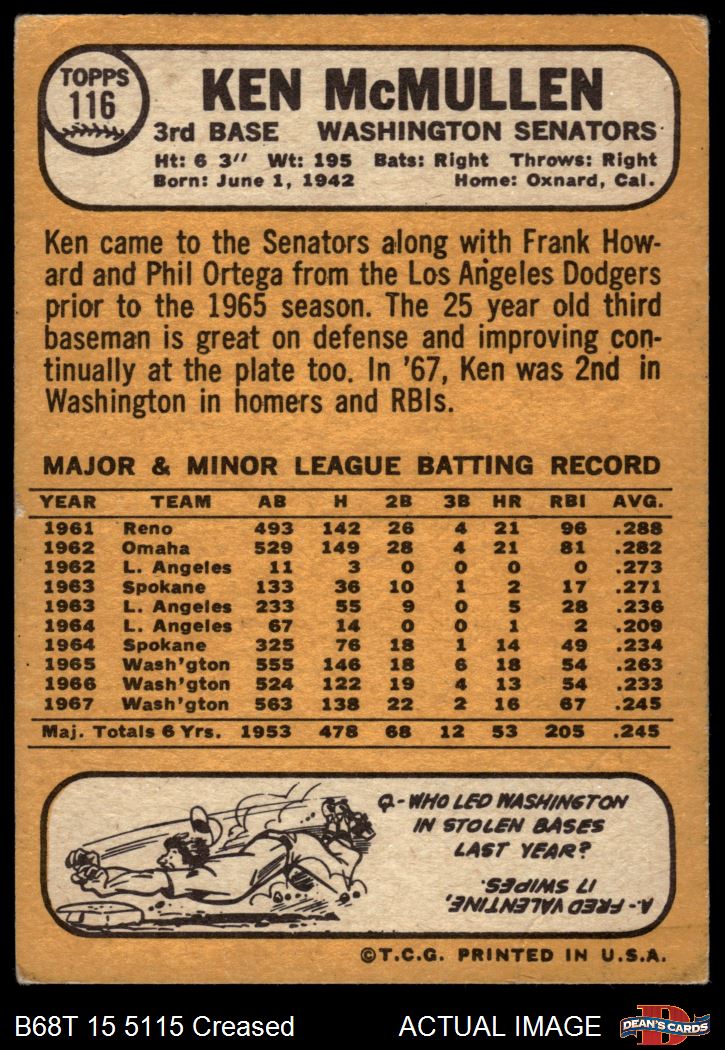 TOPPS
116
KEN McMULLEN
3rd BASE WASHINGTON SENATORS
Ht: 6 3″ Wt: 195 Bats: Right Throws: Right
Born: June 1, 1942 Home: Oxnard, Cal.
Ken came to the Senators along with Frank How-
ard and Phil Ortega from the Los Angeles Dodgers
prior to the 1965 season. The 25 year old third
baseman is great on defense and improving con-
tinually at the plate too. In '67, Ken was 2nd in
Washington in homers and RBIs.
MAJOR & MINOR LEAGUE BATTING RECORD
YEAR TEAM AB H 2B 3B HR RBI AVG.
1961 Reno 493 142 26 4 21 96 .288
1962 Omaha 529 149 28 4 21 81 .282
1962 L. Angeles 11 3 0 0 0 0 .273
1963 Spokane 133 36 10 1 2 17 .271
1963 L. Angeles 233 55 9 0 5 28 .236
1964 L. Angeles 67 14 0 0 1 2 .209
1964 Spokane 325 76 18 1 14 49 .234
1965 Wash'gton 555 146 18 6 18 54 .263
1966 Wash'gton 524 122 19 4 13 54 .233
1967 Wash'gton 563 138 22 2 16 67 .245
Maj. Totals 6 Yrs. 1953 478 68 12 53 205 .245
Q-WHO LED WASHINGTON
IN STOLEN BASES
LAST YEAR?
A-FRED VALENTINE,
17 SWIPES.
©T.C.G. PRINTED IN U.S.A.
B68T 15 5115 Creased ACTUAL IMAGE
D
DEAN'S CARDS